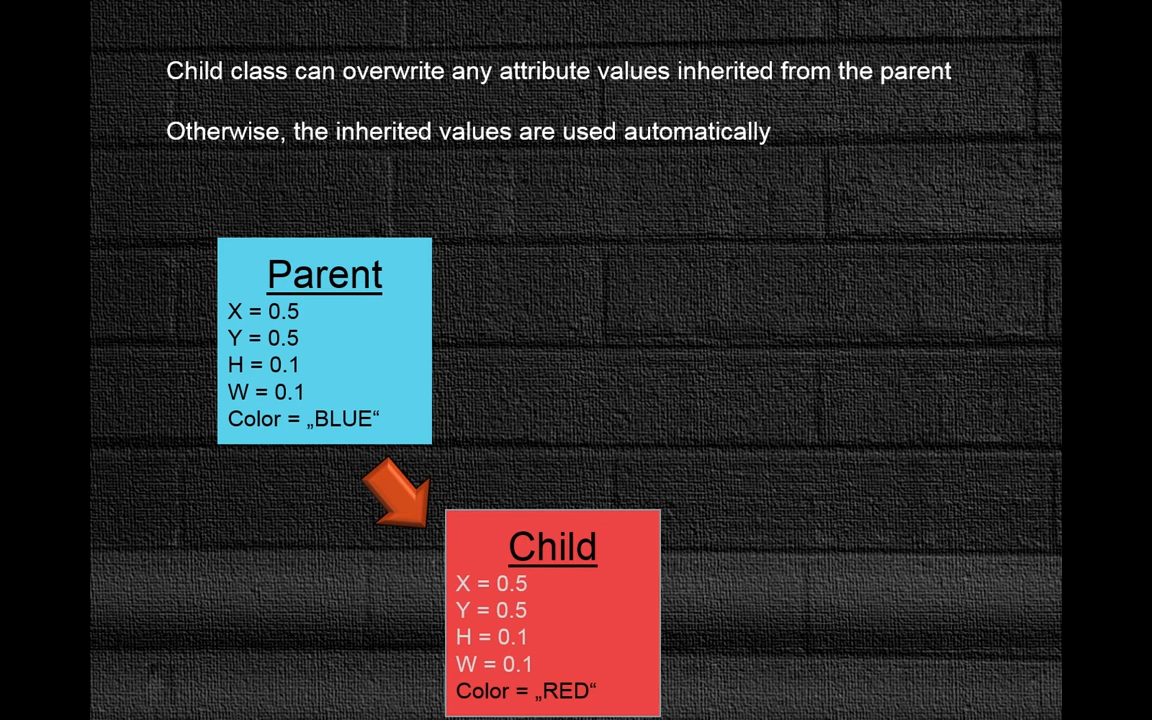 Child class can overwrite any attribute values inherited from the parent
Otherwise, the inherited values are used automatically
Parent
X = 0.5
Y = 0.5
H = 0.1
W = 0.1
Color = „BLUE“
Child
X = 0.5
Y = 0.5
H = 0.1
W = 0.1
Color = „RED“